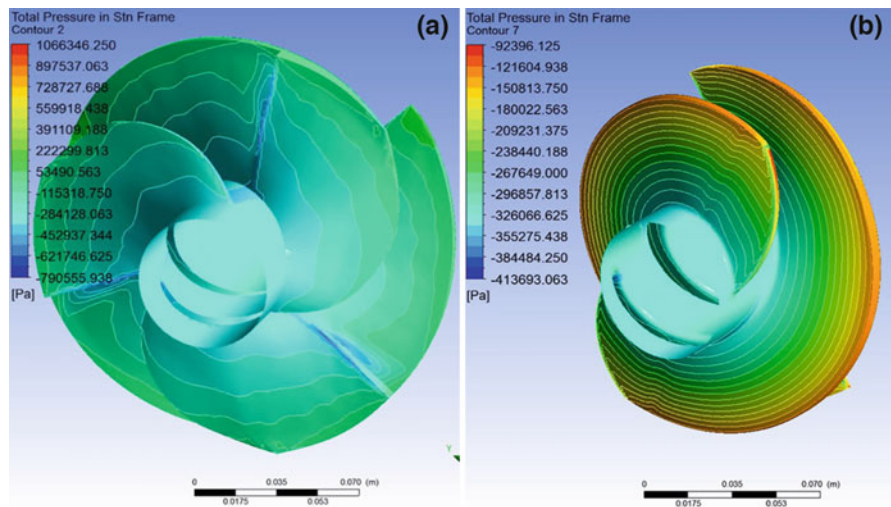 Total Pressure in Stn Frame
Contour 2
1066346.250
897537.063
728727.688
559918.438
391109.188
222299.813
53490.563
-115318.750
-284128.063
-452937.344
-621746.625
-790555.938
[Pa]
(a)
Y
0 0.035 0.070 (m)
0.0175 0.053
Total Pressure in Stn Frame
Contour 7
-92396.125
-121604.938
-150813.750
-180022.563
-209231.375
-238440.188
-267649.000
-296857.813
-326066.625
-355275.438
-384484.250
-413693.063
[Pa]
(b)
0 0.035 0.070 (m)
0.0175 0.053